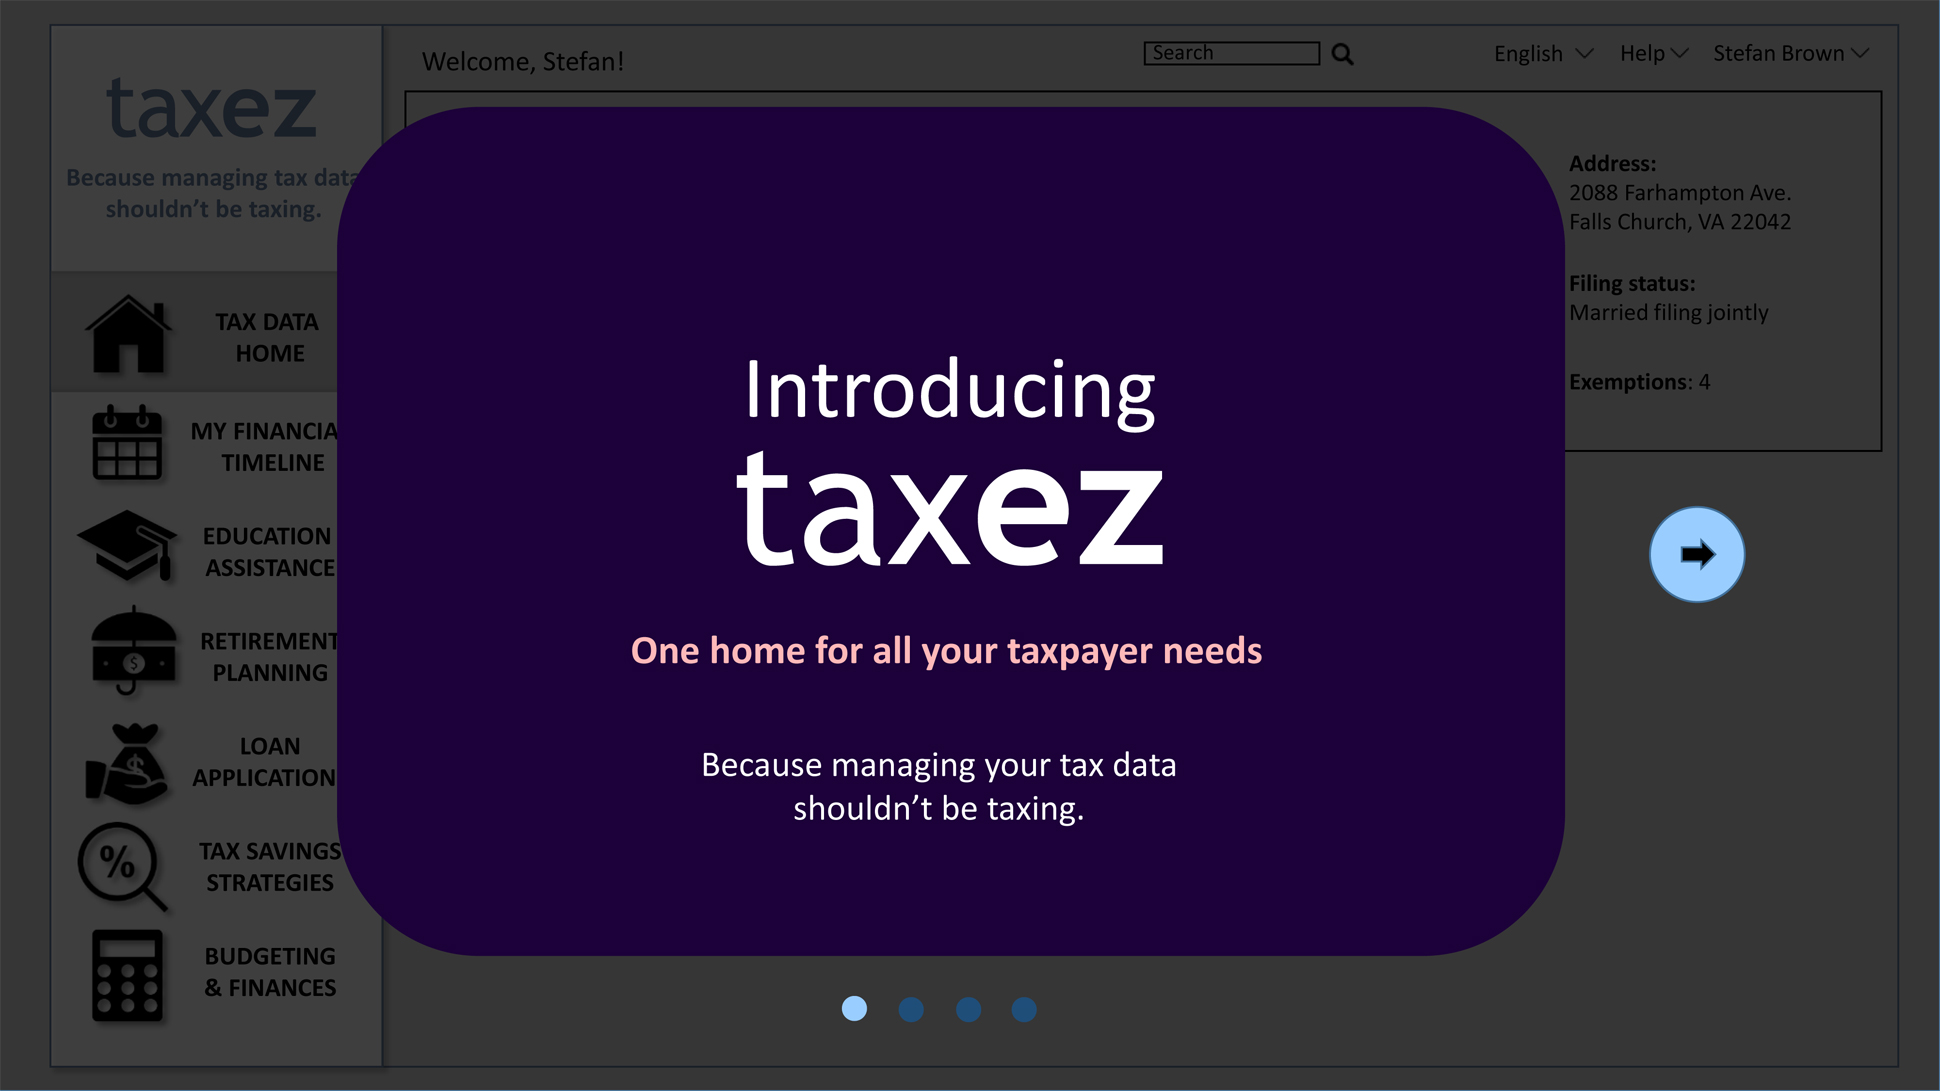 taxez
Because managing tax data
shouldn't be taxing.
TAX DATA
HOME
MY FINANCIA
TIMELINE
EDUCATION
ASSISTANCE
RETIREMENT
PLANNING
LOAN
APPLICATION
TAX SAVINGS
STRATEGIES
BUDGETING
& FINANCES
Welcome, Stefan!
Search
English
Help
Stefan Brown
Introducing
taxez
One home for all your taxpayer needs
Because managing your tax data
shouldn’t be taxing.
Address:
2088 Farhampton Ave.
Falls Church, VA 22042
Filing status:
Married filing jointly
Exemptions: 4